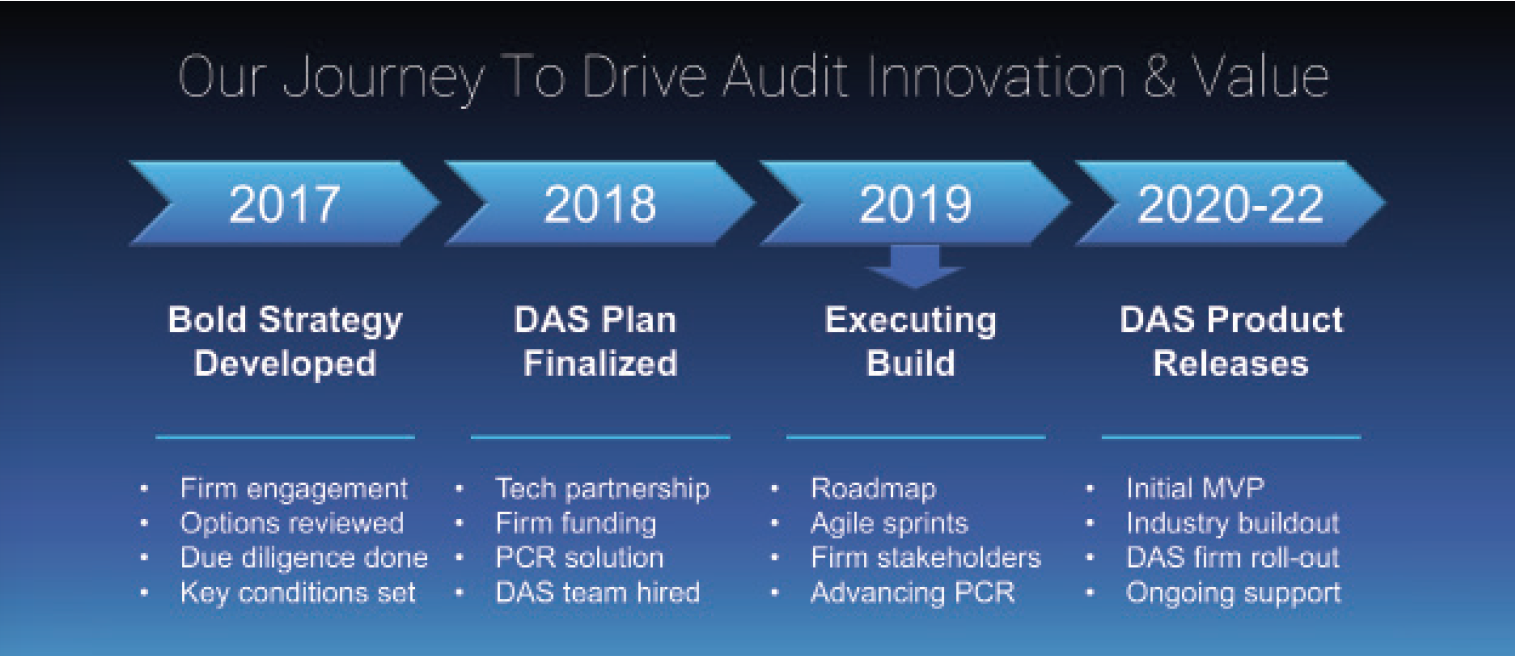 Our Journey To Drive Audit Innovation & Value
2017
2018
2019
2020-22
Bold Strategy
Developed
DAS Plan
Finalized
Executing
Build
DAS Product
Releases
• Firm engagement
• Options reviewed
• Due diligence done
• Key conditions set
• Tech partnership
• Firm funding
• PCR solution
• DAS team hired
• Roadmap
• Agile sprints
• Firm stakeholders
• Advancing PCR
• Initial MVP
• Industry buildout
• DAS firm roll-out
• Ongoing support